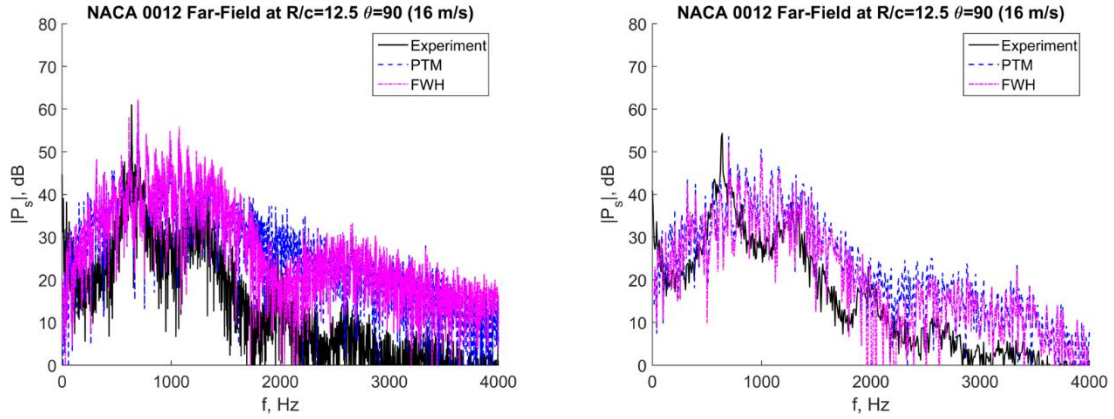 NACA 0012 Far-Field at R/c=12.5 θ=90 (16 m/s)
80
70
60
50
40
30
20
10
0
|Pₛ|, dB
Experiment
PTM
FWH
0 1000 2000 3000 4000
f, Hz
NACA 0012 Far-Field at R/c=12.5 θ=90 (16 m/s)
80
70
60
50
40
30
20
10
0
|Pₛ|, dB
Experiment
PTM
FWH
0 1000 2000 3000 4000
f, Hz